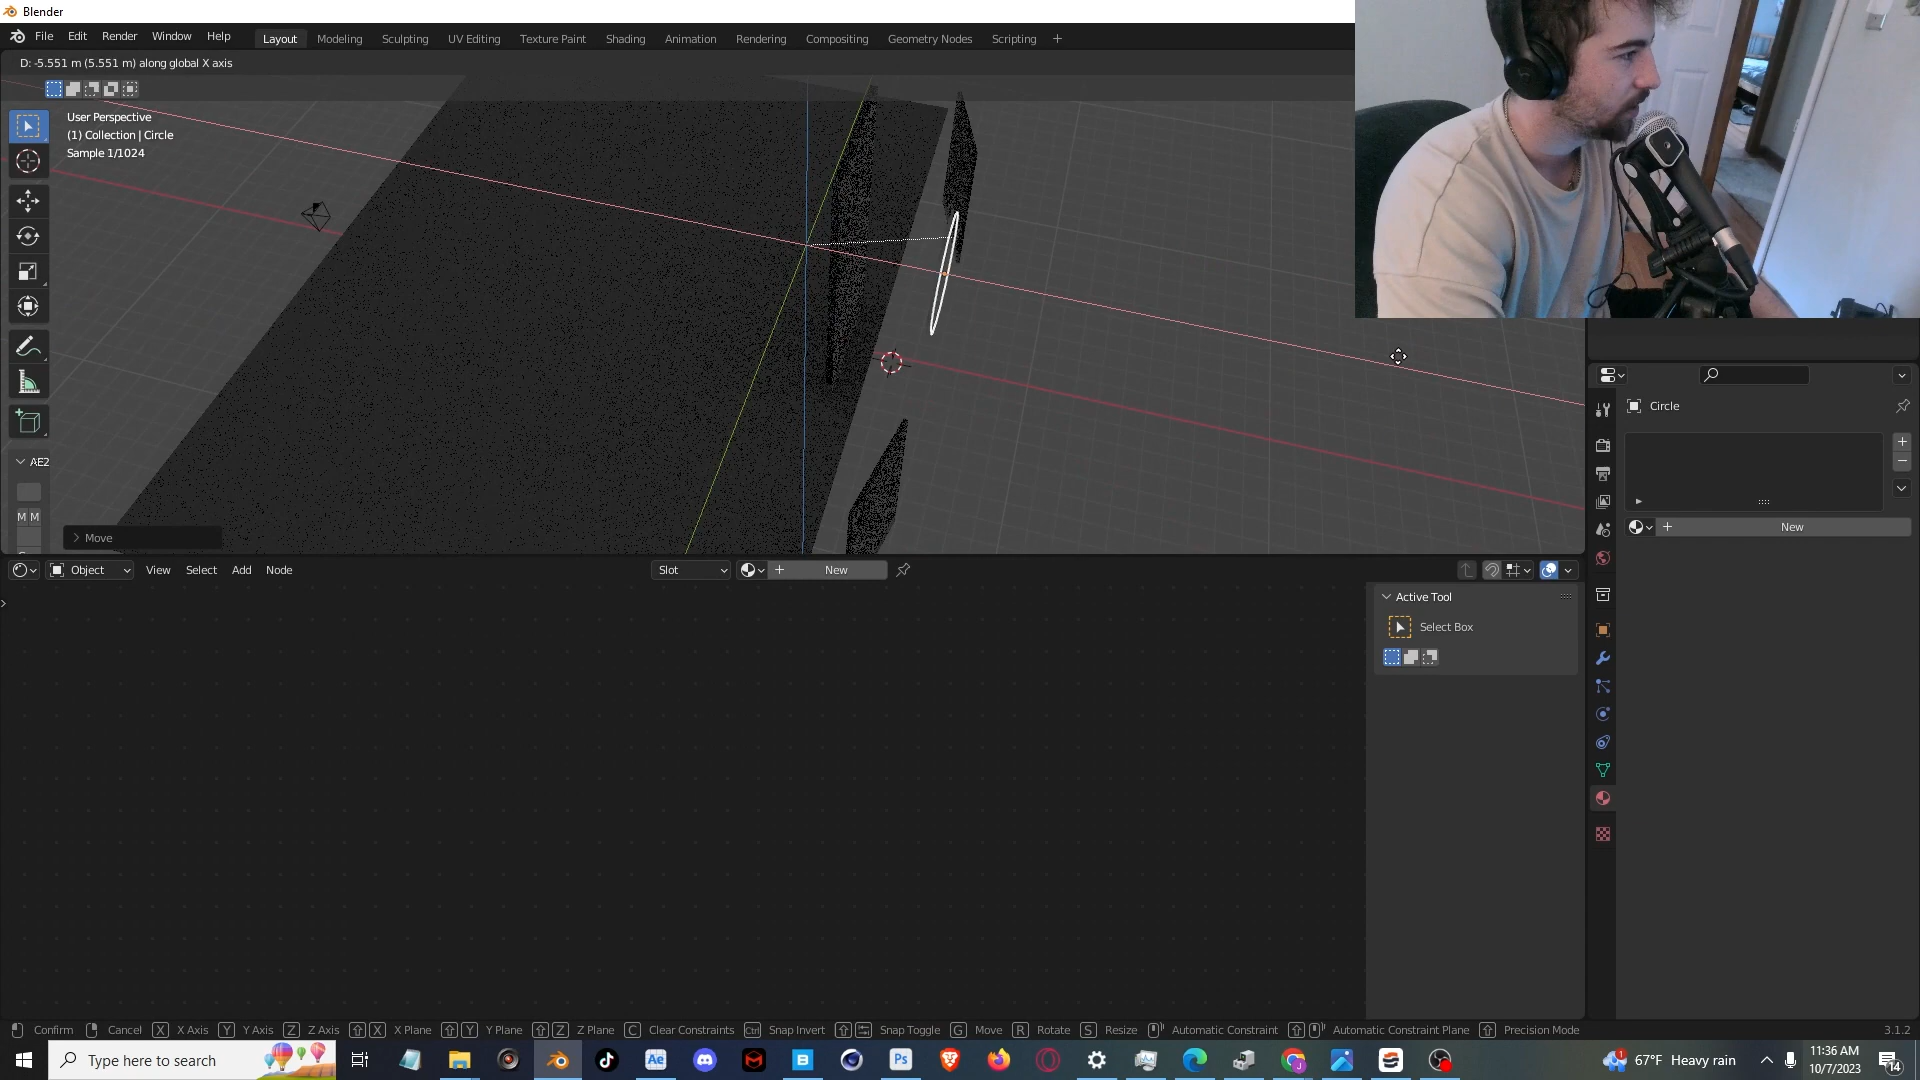 Blender
File Edit Render Window Help Layout Modeling Sculpting UV Editing Texture Paint Shading Animation Rendering Compositing Geometry Nodes Scripting +
D: -5.551 m (5.551 m) along global X axis
User Perspective
(1) Collection | Circle
Sample 1/1024
Circle
AE2
M M
New
Move
Object View Select Add Node Slot New
Active Tool
Select Box
Confirm Cancel X X Axis Y Y Axis Z Z Axis X X Plane Y Y Plane Z Z Plane C Clear Constraints Ctrl Snap Invert Snap Toggle G Move R Rotate S Resize Automatic Constraint Automatic Constraint Plane Precision Mode 3.1.2
Type here to search Ae Ps 67°F Heavy rain 11:36 AM
10/7/2023 14